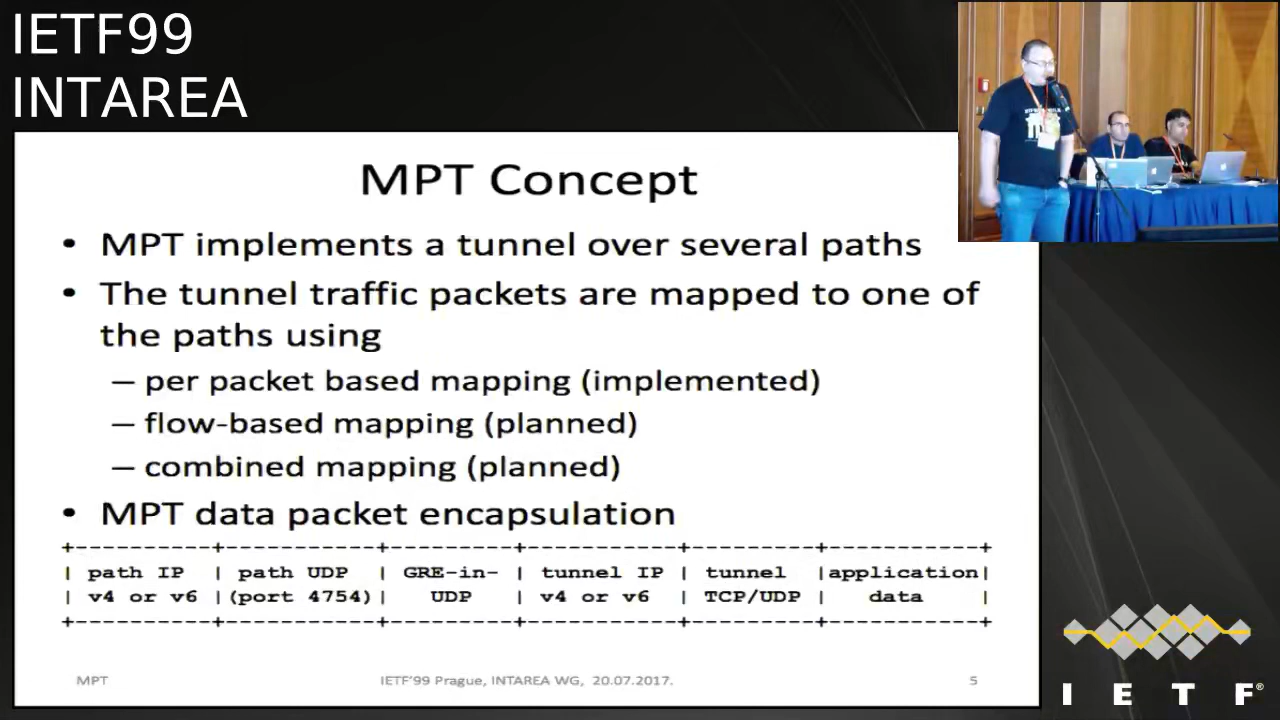 IETF99
INTAREA
MPT Concept
• MPT implements a tunnel over several paths
• The tunnel traffic packets are mapped to one of
the paths using
– per packet based mapping (implemented)
– flow-based mapping (planned)
– combined mapping (planned)
• MPT data packet encapsulation
+----------+-----------+---------+-----------+---------+-----------+
| path IP | path UDP | GRE-in- | tunnel IP | tunnel |application|
| v4 or v6 |(port 4754)| UDP | v4 or v6 | TCP/UDP | data |
+----------+-----------+---------+-----------+---------+-----------+
MPT IETF'99 Prague, INTAREA WG, 20.07.2017. 5
I E T F®